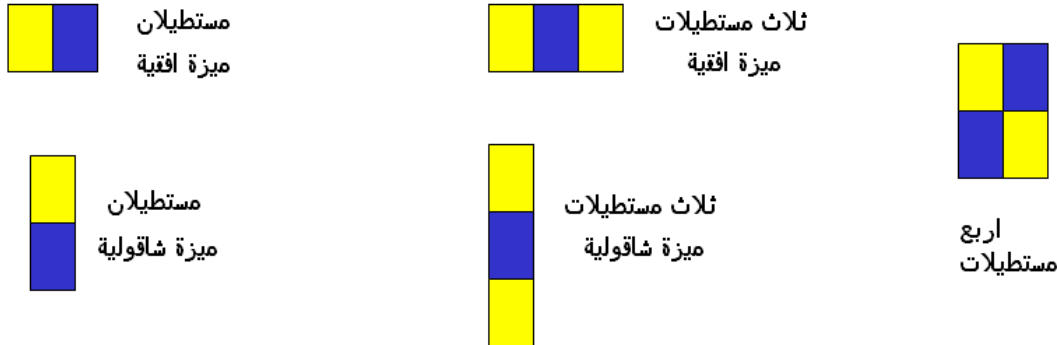 مستطيلان
ميزة افقية
ثلاث مستطيلات
ميزة افقية
مستطيلان
ميزة شاقولية
ثلاث مستطيلات
ميزة شاقولية
اربع
مستطيلات